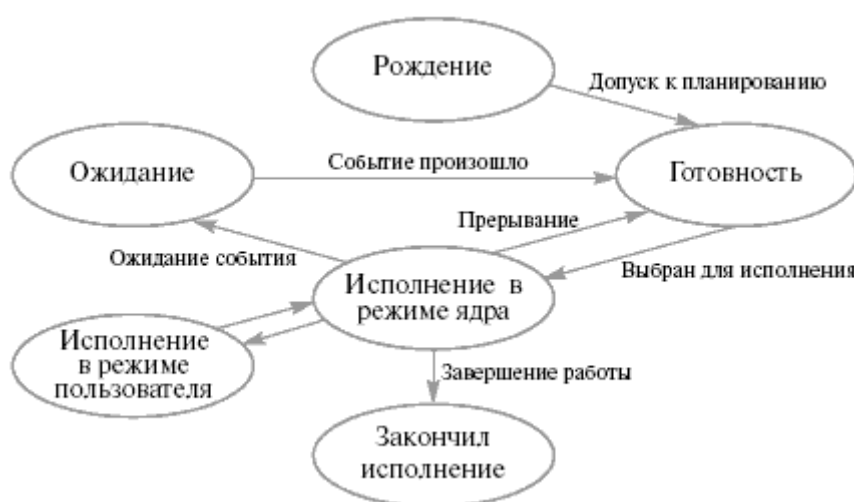 Рождение
Допуск к планированию
Ожидание
Событие произошло
Готовность
Прерывание
Ожидание события
Исполнение в
режиме ядра
Выбран для исполнения
Исполнение
в режиме
пользователя
Завершение работы
Закончил
исполнение